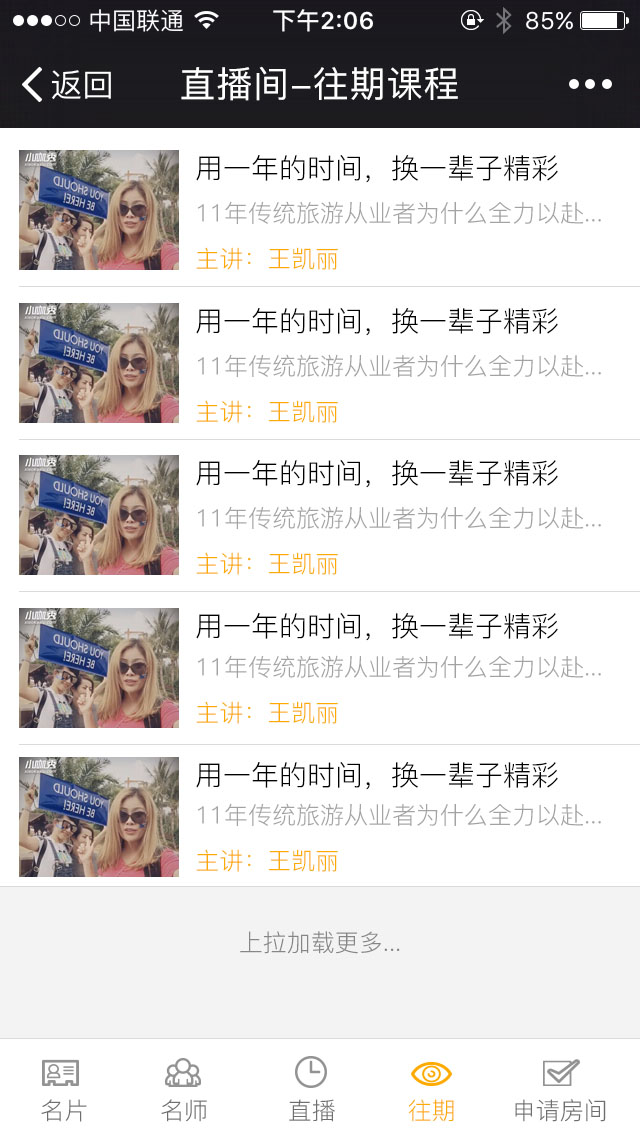 中国联通 下午2:06 85%
返回 直播间-往期课程
小咖秀
YOU SHOULD
BE HERE!
用一年的时间，换一辈子精彩
11年传统旅游从业者为什么全力以赴...
主讲：王凯丽
小咖秀
YOU SHOULD
BE HERE!
用一年的时间，换一辈子精彩
11年传统旅游从业者为什么全力以赴...
主讲：王凯丽
小咖秀
YOU SHOULD
BE HERE!
用一年的时间，换一辈子精彩
11年传统旅游从业者为什么全力以赴...
主讲：王凯丽
小咖秀
YOU SHOULD
BE HERE!
用一年的时间，换一辈子精彩
11年传统旅游从业者为什么全力以赴...
主讲：王凯丽
小咖秀
YOU SHOULD
BE HERE!
用一年的时间，换一辈子精彩
11年传统旅游从业者为什么全力以赴...
主讲：王凯丽
上拉加载更多...
名片 名师 直播 往期 申请房间